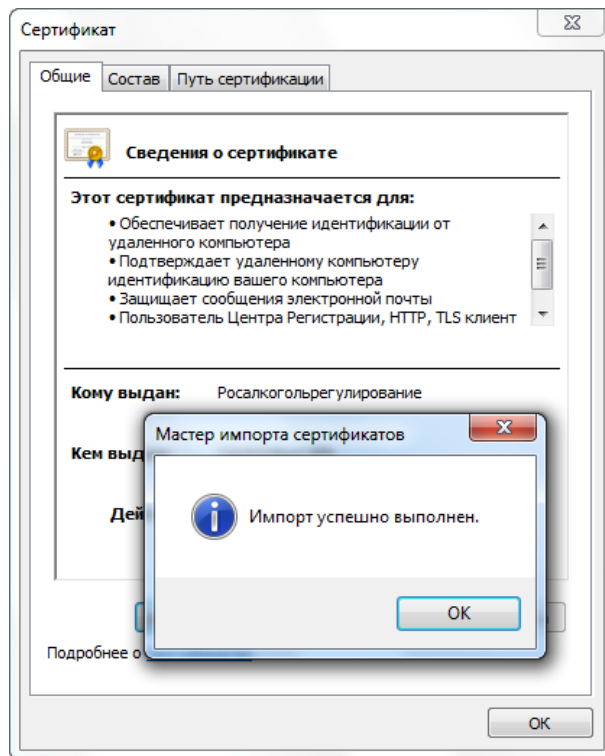 Сертификат
Общие Состав Путь сертификации
Сведения о сертификате
Этот сертификат предназначается для:
• Обеспечивает получение идентификации от
удаленного компьютера
• Подтверждает удаленному компьютеру
идентификацию вашего компьютера
• Защищает сообщения электронной почты
• Пользователь Центра Регистрации, HTTP, TLS клиент
Кому выдан: Росалкогольрегулирование
Мастер импорта сертификатов
Кем
Импорт успешно выполнен.
OK
Подробнее о
OK